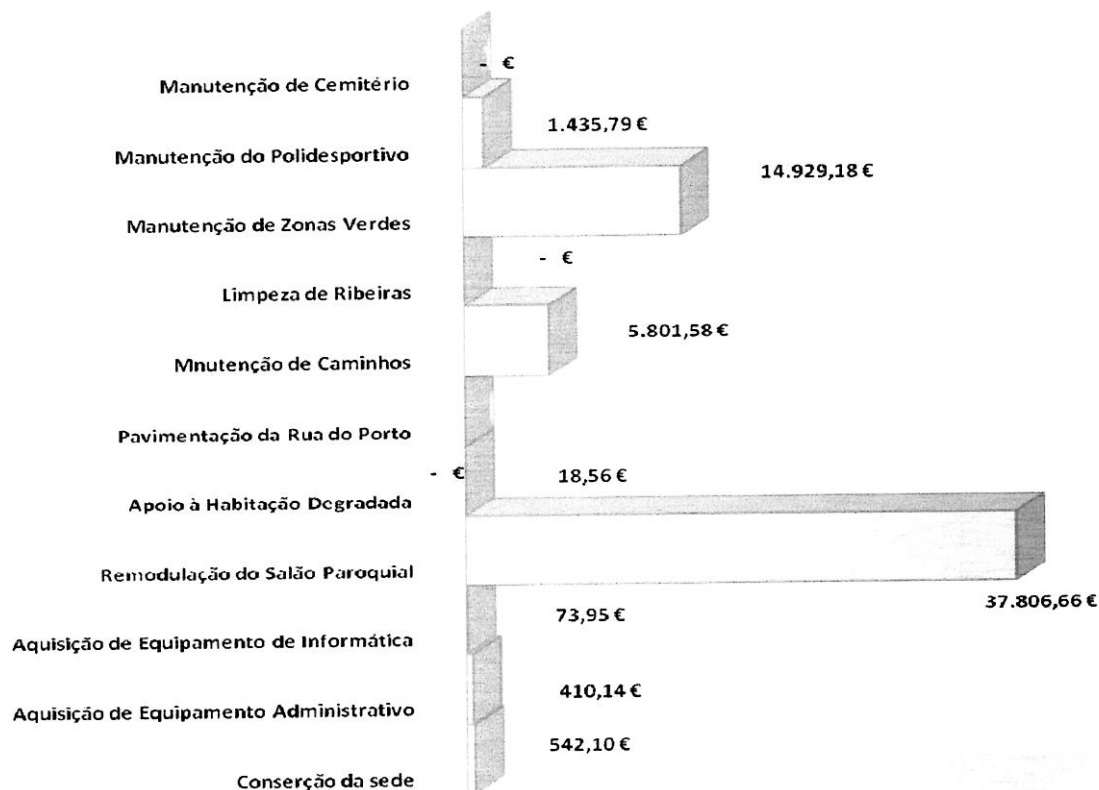 - €
Manutenção de Cemitério
1.435,79 €
Manutenção do Polidesportivo
14.929,18 €
Manutenção de Zonas Verdes
- €
Limpeza de Ribeiras
5.801,58 €
Mnutenção de Caminhos
Pavimentação da Rua do Porto
- €
18,56 €
Apoio à Habitação Degradada
Remodulação do Salão Paroquial
37.806,66 €
73,95 €
Aquisição de Equipamento de Informática
410,14 €
Aquisição de Equipamento Administrativo
542,10 €
Conserção da sede